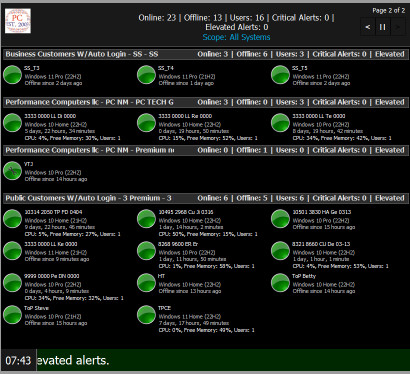 Page 2 of 2
PC
EST. 2005
Online: 23 | Offline: 13 | Users: 16 | Critical Alerts: 0 |
Elevated Alerts: 0
Scope: All Systems
Business Customers W/Auto Login - SS - SS Online: 3 | Offline: 6 | Users: 3 | Critical Alerts: 0 | Elevated
SS_T3 SS_T4 SS_T5
Windows 11 Pro (22H2) Windows 11 Pro (21H2) Windows 11 Pro (22H2)
Offline since 2 days ago Offline since 2 days ago Offline since 2 days ago
Performance Computers llc - PC NM - PC TECH G Online: 3 | Offline: 0 | Users: 3 | Critical Alerts: 0 | Elevated
3333 0000 LL Di 0000 3333 0000 LL Re 0000 3333 0000 LL Te 0000
Windows 10 Home (22H2) Windows 10 Pro (22H2) Windows 10 Home (22H2)
5 days, 22 hours, 34 minutes 0 days, 19 hours, 50 minutes 8 days, 19 hours, 42 minutes
CPU: 4%, Free Memory: 30%, Users: 1 CPU: 15%, Free Memory: 52%, Users: 1 CPU: 34%, Free Memory: 42%, Users: 1
Performance Computers llc - PC NM - Premium Online: 0 | Offline: 1 | Users: 0 | Critical Alerts: 0 | Elevated
VTJ
Windows 10 Pro (22H2)
Offline since 14 hours ago
Public Customers W/Auto Login - 3 Premium - 3 Online: 6 | Offline: 5 | Users: 6 | Critical Alerts: 0 | Elevated
10314 2050 TP FD 0404 10495 2968 Cu 3 0316 10501 3830 HA Ge 0313
Windows 10 Home (21H2) Windows 10 Home (22H2) Windows 10 Pro (22H2)
9 days, 22 hours, 46 minutes 1 day, 14 hours, 2 minutes Offline since 15 hours ago
CPU: 5%, Free Memory: 27%, Users: 1 CPU: 50%, Free Memory: 15%, Users: 1
3333 0000 LL Ke 0000 8268 9600 ER Er 8321 8660 Cli De 03-13
Windows 11 Home (21H2) Windows 10 Pro (22H2) Windows 10 Home (22H2)
Offline since 9 minutes ago 1 day, 11 hours, 50 minutes 1 day, 1 hour, 1 minute
CPU: 1%, Free Memory: 58%, Users: 1 CPU: 4%, Free Memory: 53%, Users: 1
9999 0000 Pe DN 0000 HT ToP Betty
Windows 10 Pro (22H2) Windows 10 Home (22H2) Windows 10 Pro (22H2)
0 days, 4 hours, 9 minutes Offline since 13 hours ago Offline since 14 hours ago
CPU: 34%, Free Memory: 32%, Users: 1
ToP Steve TPCE
Windows 10 Pro (21H2) Windows 11 Home (22H2)
Offline since 15 hours ago 7 days, 17 hours, 49 minutes
CPU: 0%, Free Memory: 49%, Users: 1
07:43 evated alerts.